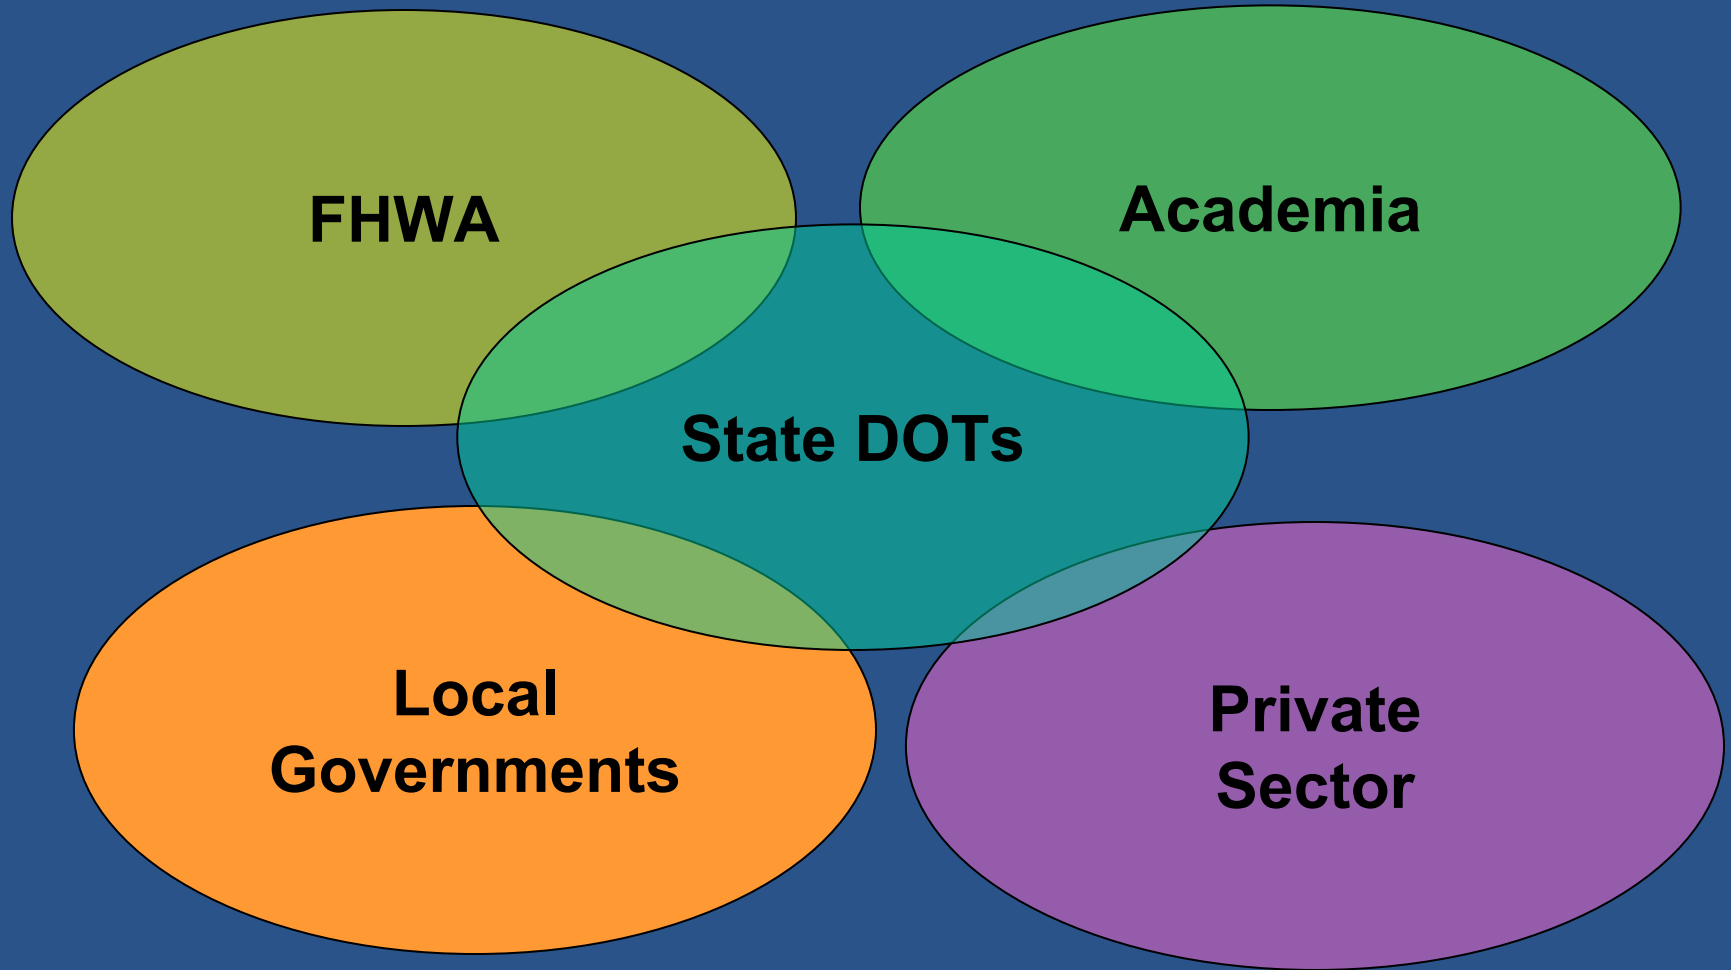 FHWA
Academia
State DOTs
Local
Governments
Private
Sector